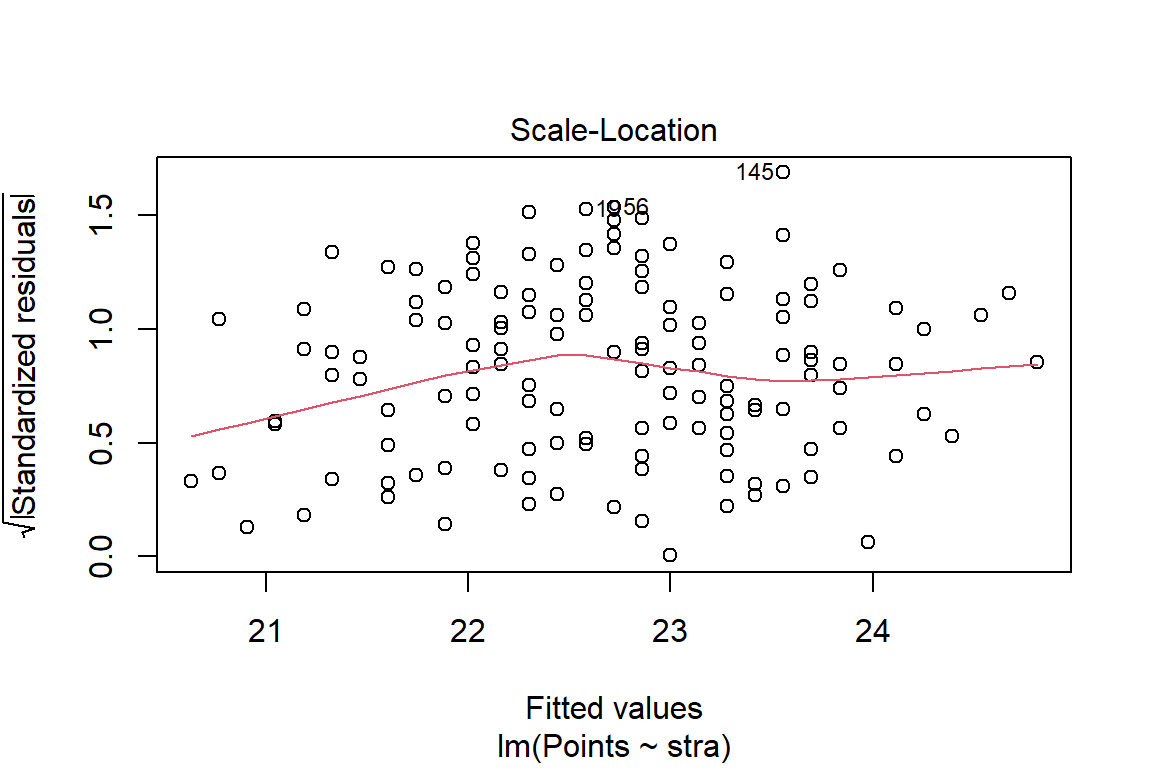 Scale-Location
√|Standardized residuals|
1.5
1.0
0.5
0.0
145
56
21 22 23 24
Fitted values
lm(Points ~ stra)